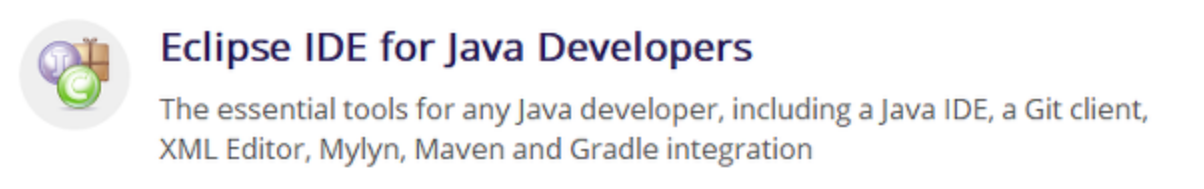 Eclipse IDE for Java Developers
The essential tools for any Java developer, including a Java IDE, a Git client,
XML Editor, Mylyn, Maven and Gradle integration